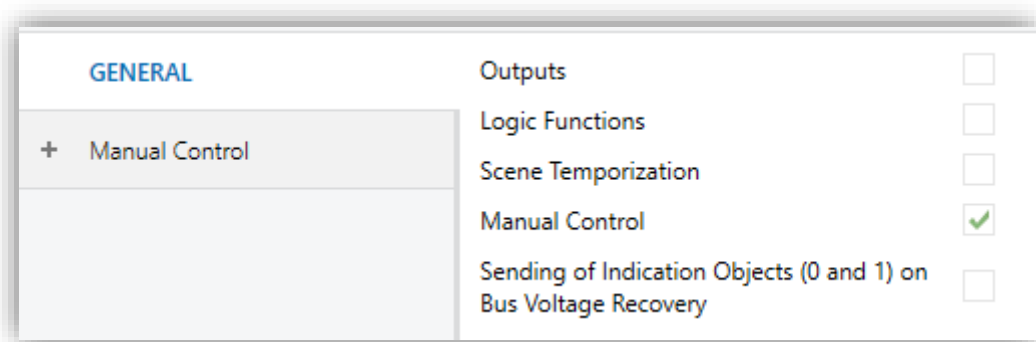 GENERAL
+ Manual Control
Outputs
Logic Functions
Scene Temporization
Manual Control
Sending of Indication Objects (0 and 1) on
Bus Voltage Recovery